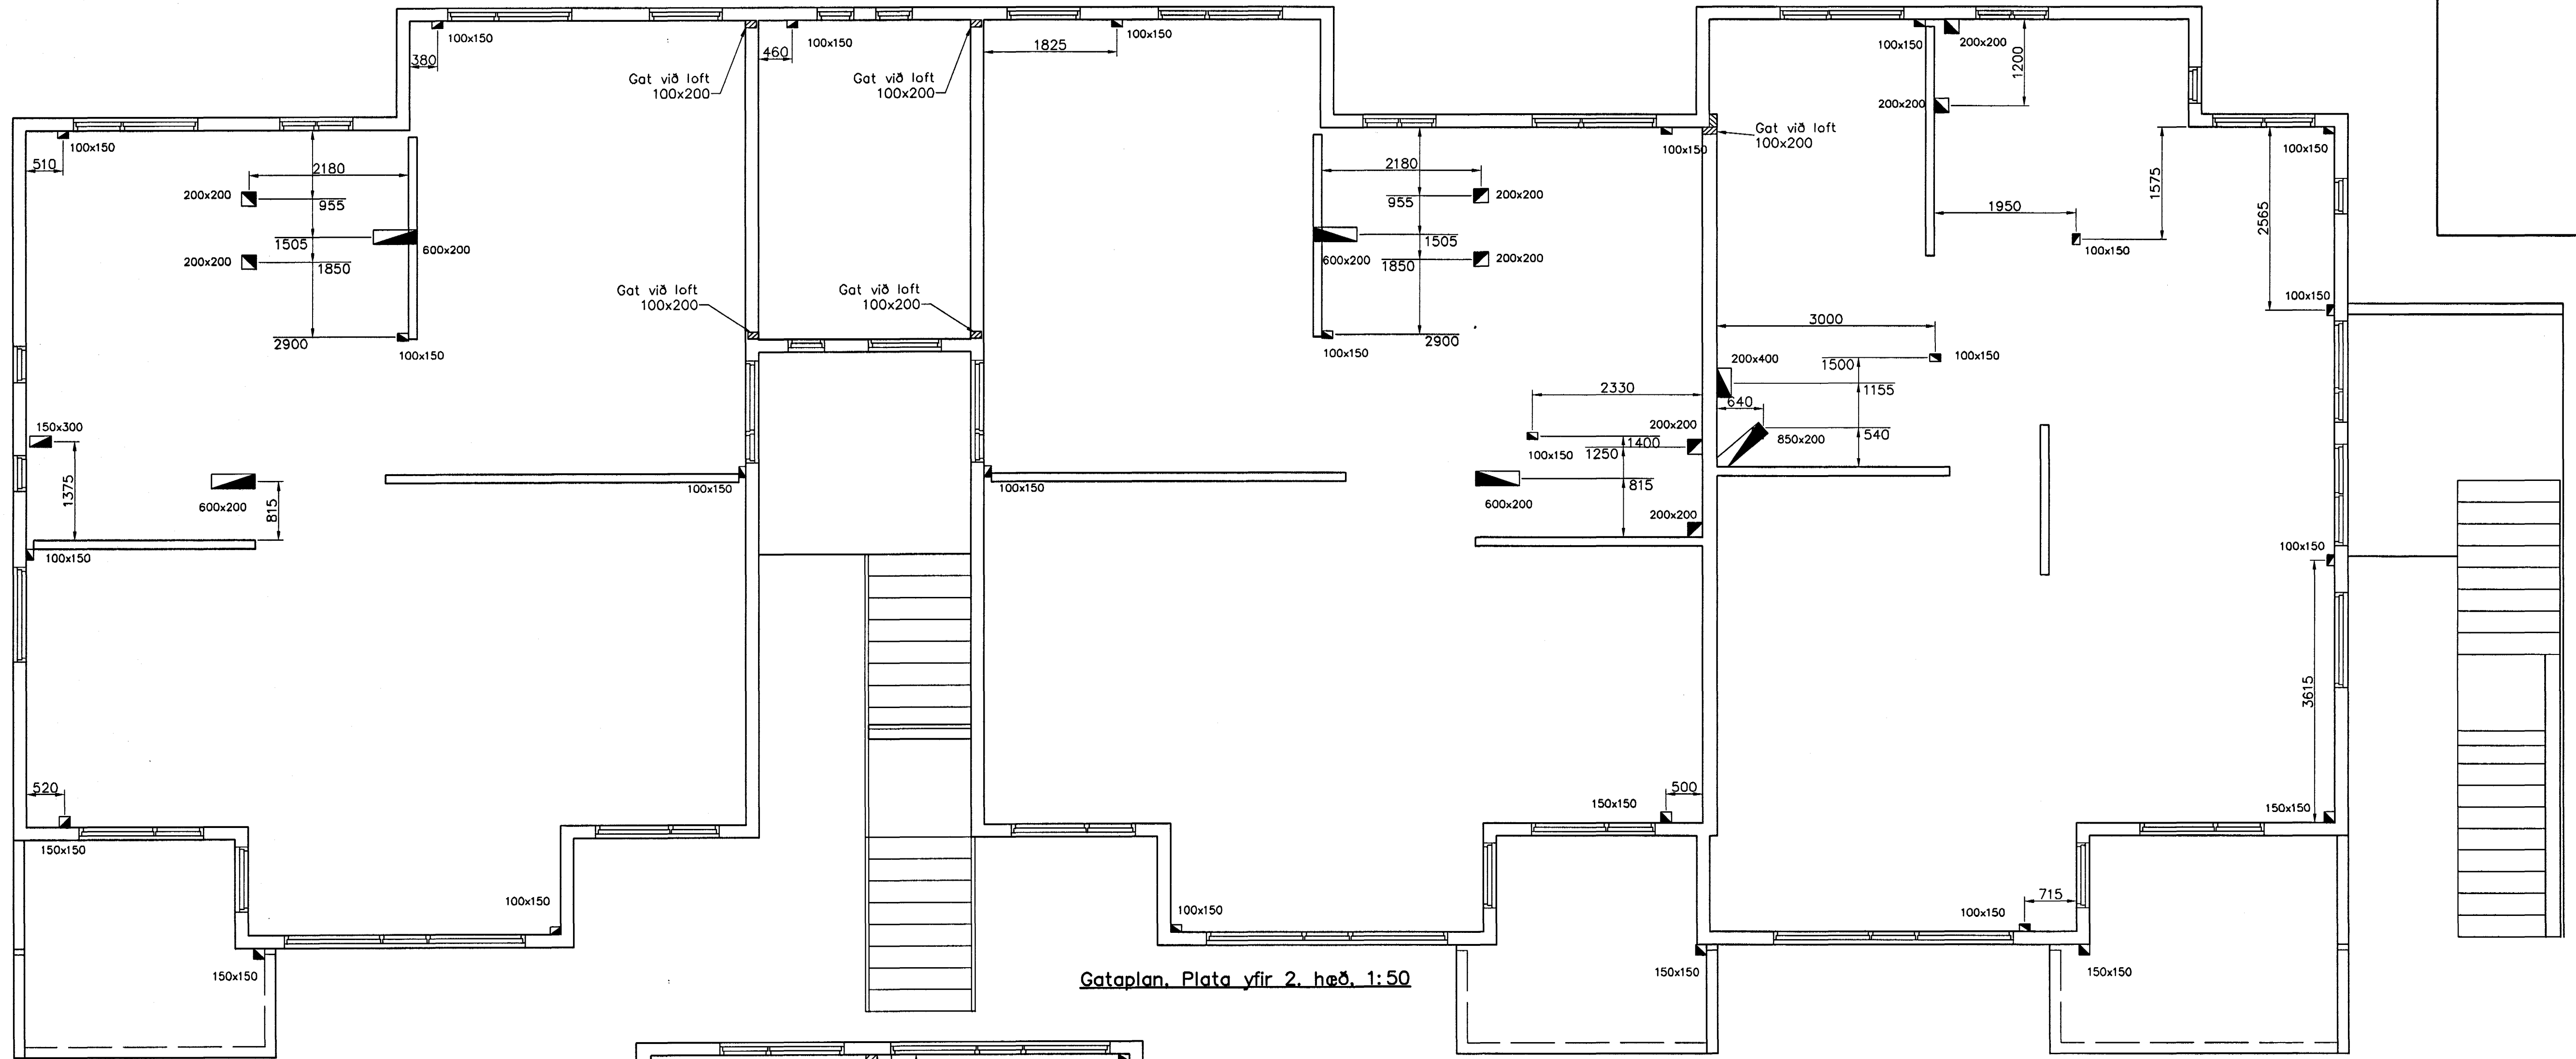 100x150
380
Gat við loft
100x200
460
100x150
Gat við loft
100x200
1825
100x150
100x150
200x200
1200
200x200
Gat við loft
100x200
100x150
510
2180
200x200
955
1505
600x200
200x200
1850
2900
100x150
Gat við loft
100x200
Gat við loft
100x200
100x150
2180
955
200x200
1505
600x200
1850
200x200
2900
100x150
100x150
1575
2565
1950
100x150
100x150
3000
200x400
1500
100x150
1155
640
540
850x200
2330
200x200
1400
100x150
1250
815
600x200
200x200
150x300
1375
600x200
815
100x150
100x150
100x150
100x150
3615
520
150x150
100x150
150x150
500
150x150
100x150
150x150
150x150
715
100x150
150x150
Gataplan. Plata yfir 2. hæð. 1:50